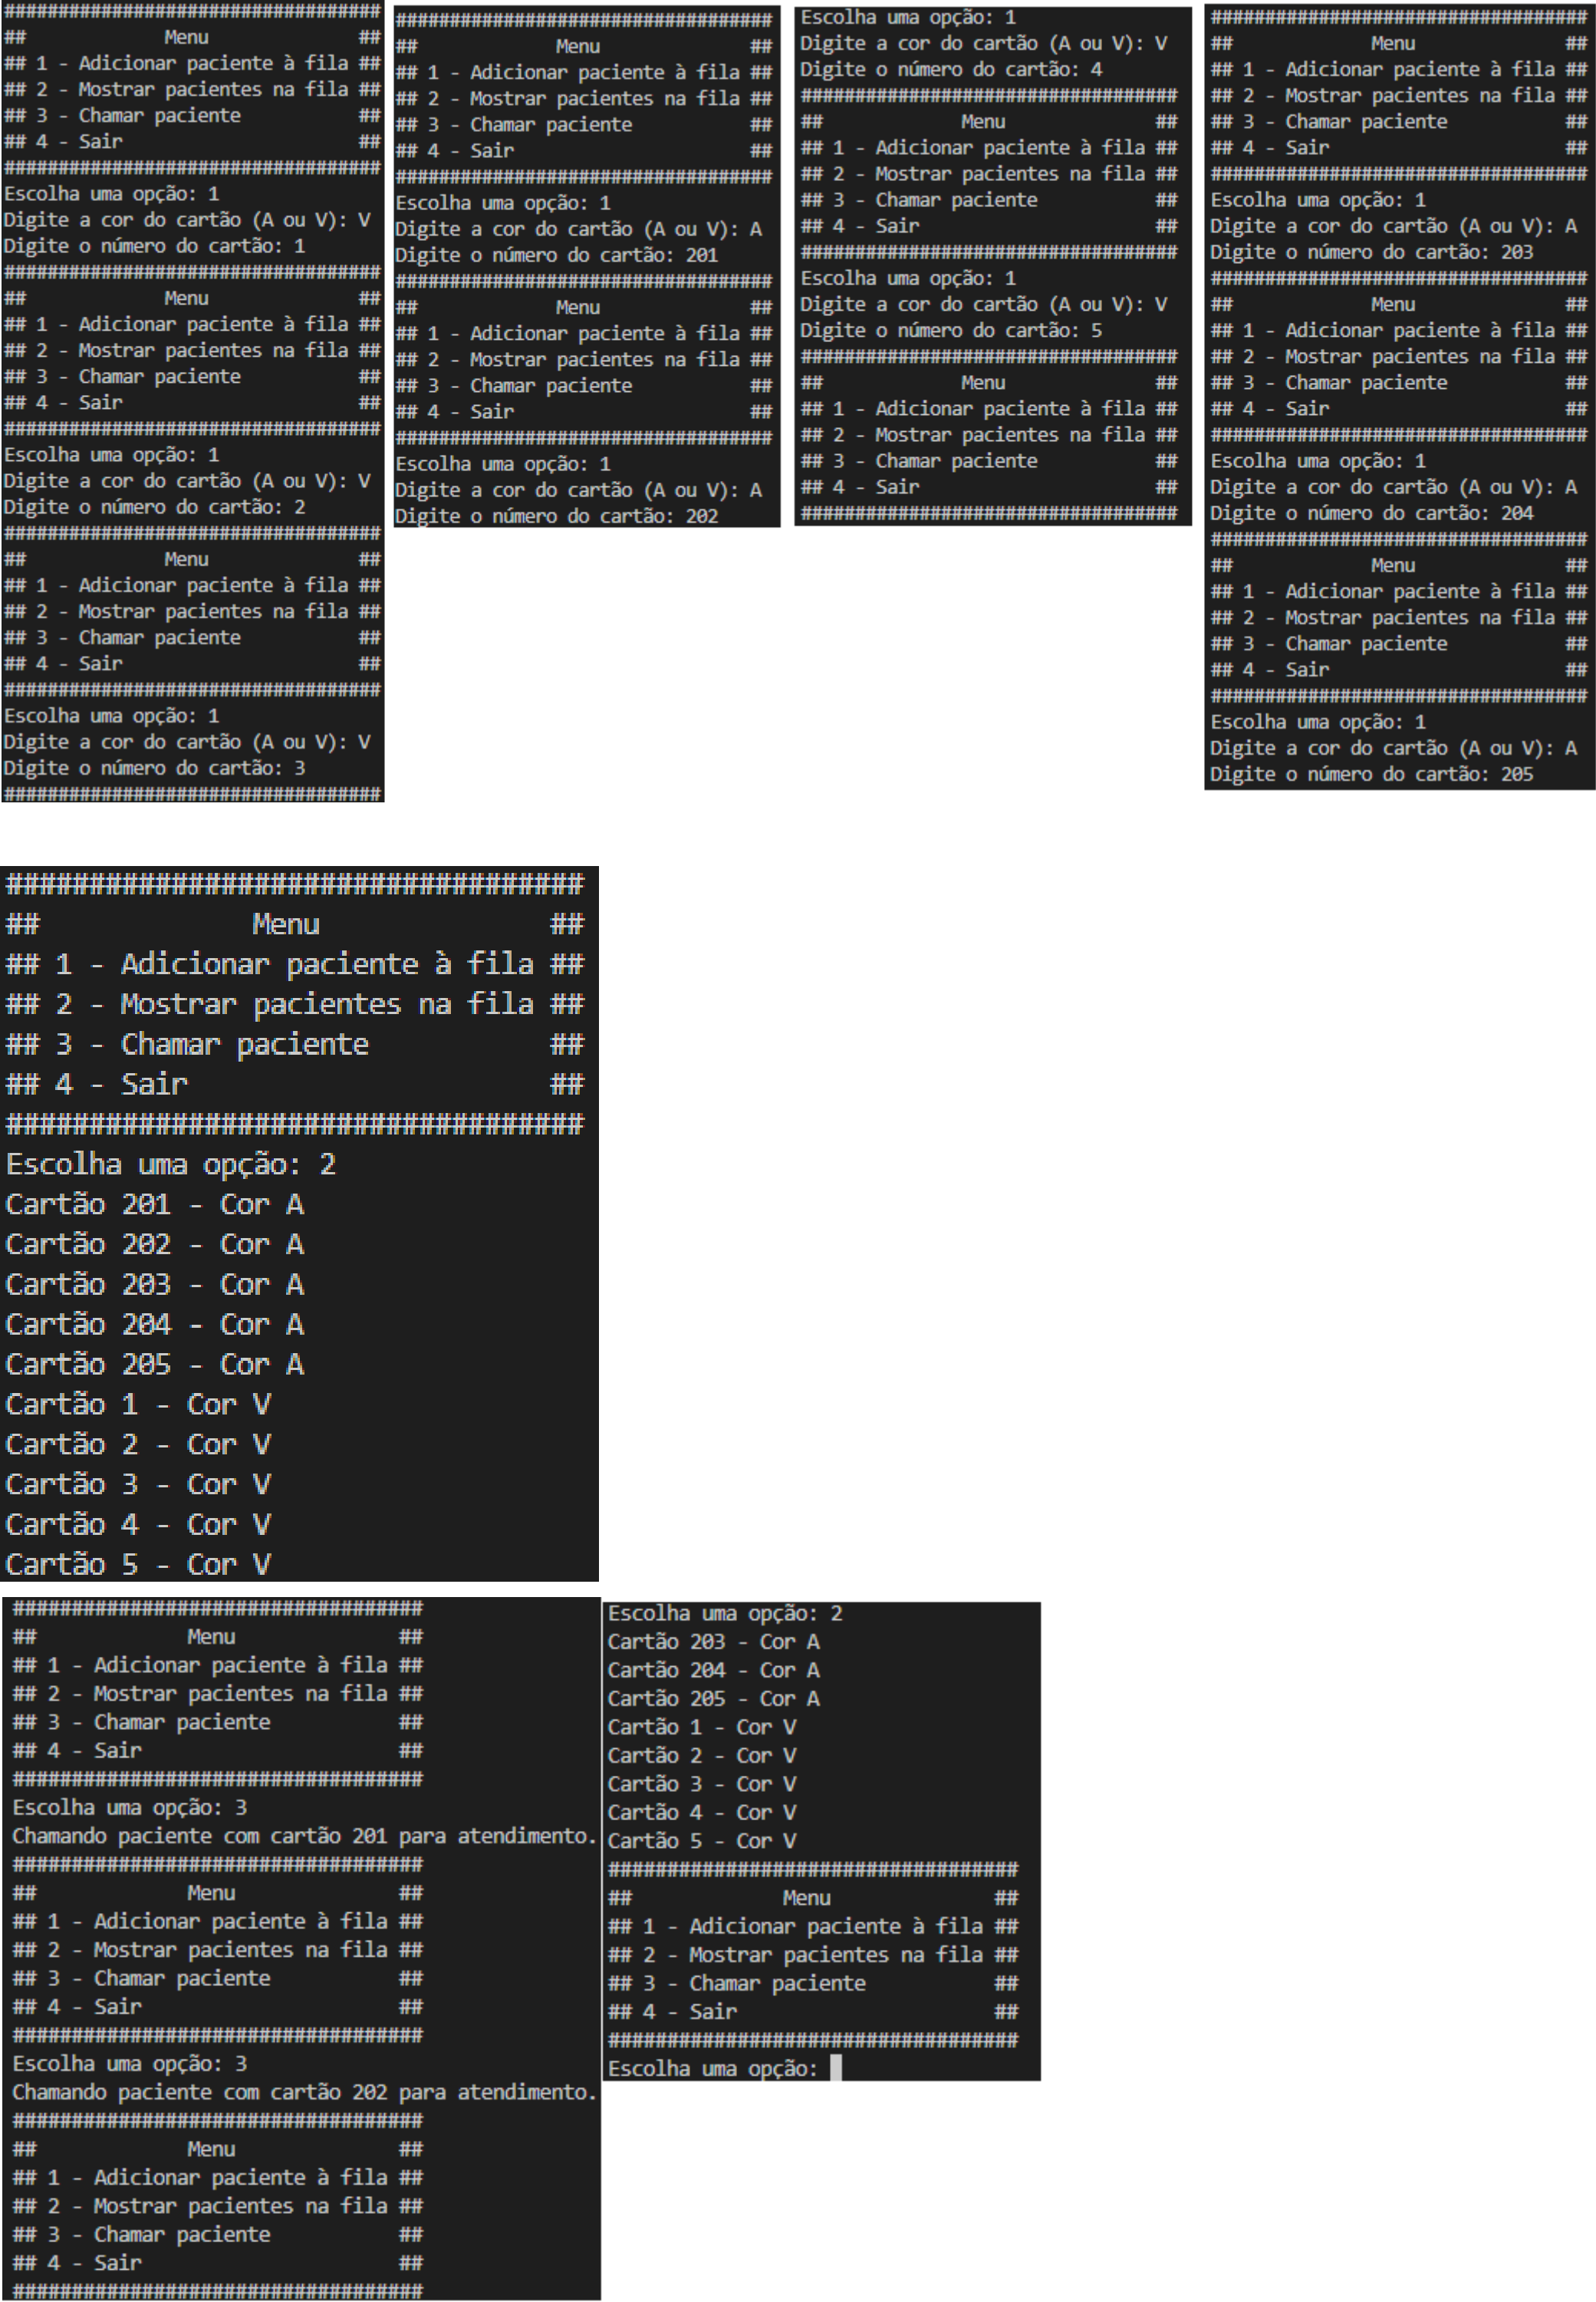 ###################################
##             Menu              ##
## 1 - Adicionar paciente à fila ##
## 2 - Mostrar pacientes na fila ##
## 3 - Chamar paciente           ##
## 4 - Sair                      ##
###################################
Escolha uma opção: 1
Digite a cor do cartão (A ou V): V
Digite o número do cartão: 1
###################################
##             Menu              ##
## 1 - Adicionar paciente à fila ##
## 2 - Mostrar pacientes na fila ##
## 3 - Chamar paciente           ##
## 4 - Sair                      ##
###################################
Escolha uma opção: 1
Digite a cor do cartão (A ou V): V
Digite o número do cartão: 2
###################################
##             Menu              ##
## 1 - Adicionar paciente à fila ##
## 2 - Mostrar pacientes na fila ##
## 3 - Chamar paciente           ##
## 4 - Sair                      ##
###################################
Escolha uma opção: 1
Digite a cor do cartão (A ou V): V
Digite o número do cartão: 3
###################################
###################################
##             Menu              ##
## 1 - Adicionar paciente à fila ##
## 2 - Mostrar pacientes na fila ##
## 3 - Chamar paciente           ##
## 4 - Sair                      ##
###################################
Escolha uma opção: 1
Digite a cor do cartão (A ou V): A
Digite o número do cartão: 201
###################################
##             Menu              ##
## 1 - Adicionar paciente à fila ##
## 2 - Mostrar pacientes na fila ##
## 3 - Chamar paciente           ##
## 4 - Sair                      ##
###################################
Escolha uma opção: 1
Digite a cor do cartão (A ou V): A
Digite o número do cartão: 202
Escolha uma opção: 1
Digite a cor do cartão (A ou V): V
Digite o número do cartão: 4
###################################
##             Menu              ##
## 1 - Adicionar paciente à fila ##
## 2 - Mostrar pacientes na fila ##
## 3 - Chamar paciente           ##
## 4 - Sair                      ##
###################################
Escolha uma opção: 1
Digite a cor do cartão (A ou V): V
Digite o número do cartão: 5
###################################
##             Menu              ##
## 1 - Adicionar paciente à fila ##
## 2 - Mostrar pacientes na fila ##
## 3 - Chamar paciente           ##
## 4 - Sair                      ##
###################################
###################################
##             Menu              ##
## 1 - Adicionar paciente à fila ##
## 2 - Mostrar pacientes na fila ##
## 3 - Chamar paciente           ##
## 4 - Sair                      ##
###################################
Escolha uma opção: 1
Digite a cor do cartão (A ou V): A
Digite o número do cartão: 203
###################################
##             Menu              ##
## 1 - Adicionar paciente à fila ##
## 2 - Mostrar pacientes na fila ##
## 3 - Chamar paciente           ##
## 4 - Sair                      ##
###################################
Escolha uma opção: 1
Digite a cor do cartão (A ou V): A
Digite o número do cartão: 204
###################################
##             Menu              ##
## 1 - Adicionar paciente à fila ##
## 2 - Mostrar pacientes na fila ##
## 3 - Chamar paciente           ##
## 4 - Sair                      ##
###################################
Escolha uma opção: 1
Digite a cor do cartão (A ou V): A
Digite o número do cartão: 205
###################################
##             Menu              ##
## 1 - Adicionar paciente à fila ##
## 2 - Mostrar pacientes na fila ##
## 3 - Chamar paciente           ##
## 4 - Sair                      ##
###################################
Escolha uma opção: 2
Cartão 201 - Cor A
Cartão 202 - Cor A
Cartão 203 - Cor A
Cartão 204 - Cor A
Cartão 205 - Cor A
Cartão 1 - Cor V
Cartão 2 - Cor V
Cartão 3 - Cor V
Cartão 4 - Cor V
Cartão 5 - Cor V
###################################
##             Menu              ##
## 1 - Adicionar paciente à fila ##
## 2 - Mostrar pacientes na fila ##
## 3 - Chamar paciente           ##
## 4 - Sair                      ##
###################################
Escolha uma opção: 3
Chamando paciente com cartão 201 para atendimento.
###################################
##             Menu              ##
## 1 - Adicionar paciente à fila ##
## 2 - Mostrar pacientes na fila ##
## 3 - Chamar paciente           ##
## 4 - Sair                      ##
###################################
Escolha uma opção: 3
Chamando paciente com cartão 202 para atendimento.
###################################
##             Menu              ##
## 1 - Adicionar paciente à fila ##
## 2 - Mostrar pacientes na fila ##
## 3 - Chamar paciente           ##
## 4 - Sair                      ##
###################################
Escolha uma opção: 2
Cartão 203 - Cor A
Cartão 204 - Cor A
Cartão 205 - Cor A
Cartão 1 - Cor V
Cartão 2 - Cor V
Cartão 3 - Cor V
Cartão 4 - Cor V
Cartão 5 - Cor V
###################################
##             Menu              ##
## 1 - Adicionar paciente à fila ##
## 2 - Mostrar pacientes na fila ##
## 3 - Chamar paciente           ##
## 4 - Sair                      ##
###################################
Escolha uma opção: